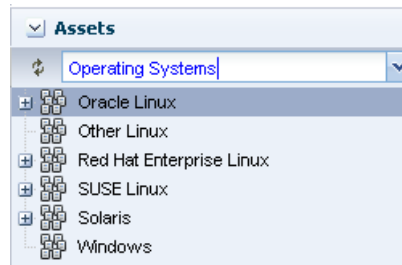 Assets
Operating Systems
Oracle Linux
Other Linux
Red Hat Enterprise Linux
SUSE Linux
Solaris
Windows